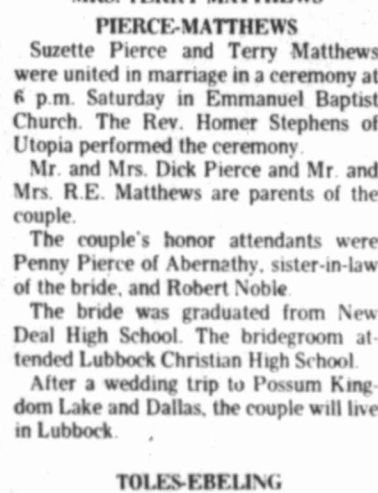 MRS. TERRY MATTHEWS
PIERCE-MATTHEWS
Suzette Pierce and Terry Matthews
were united in marriage in a ceremony at
6 p.m. Saturday in Emmanuel Baptist
Church. The Rev. Homer Stephens of
Utopia performed the ceremony.
Mr. and Mrs. Dick Pierce and Mr. and
Mrs. R.E. Matthews are parents of the
couple.
The couple's honor attendants were
Penny Pierce of Abernathy, sister-in-law
of the bride, and Robert Noble.
The bride was graduated from New
Deal High School. The bridegroom at-
tended Lubbock Christian High School.
After a wedding trip to Possum King-
dom Lake and Dallas, the couple will live
in Lubbock.
TOLES-EBELING